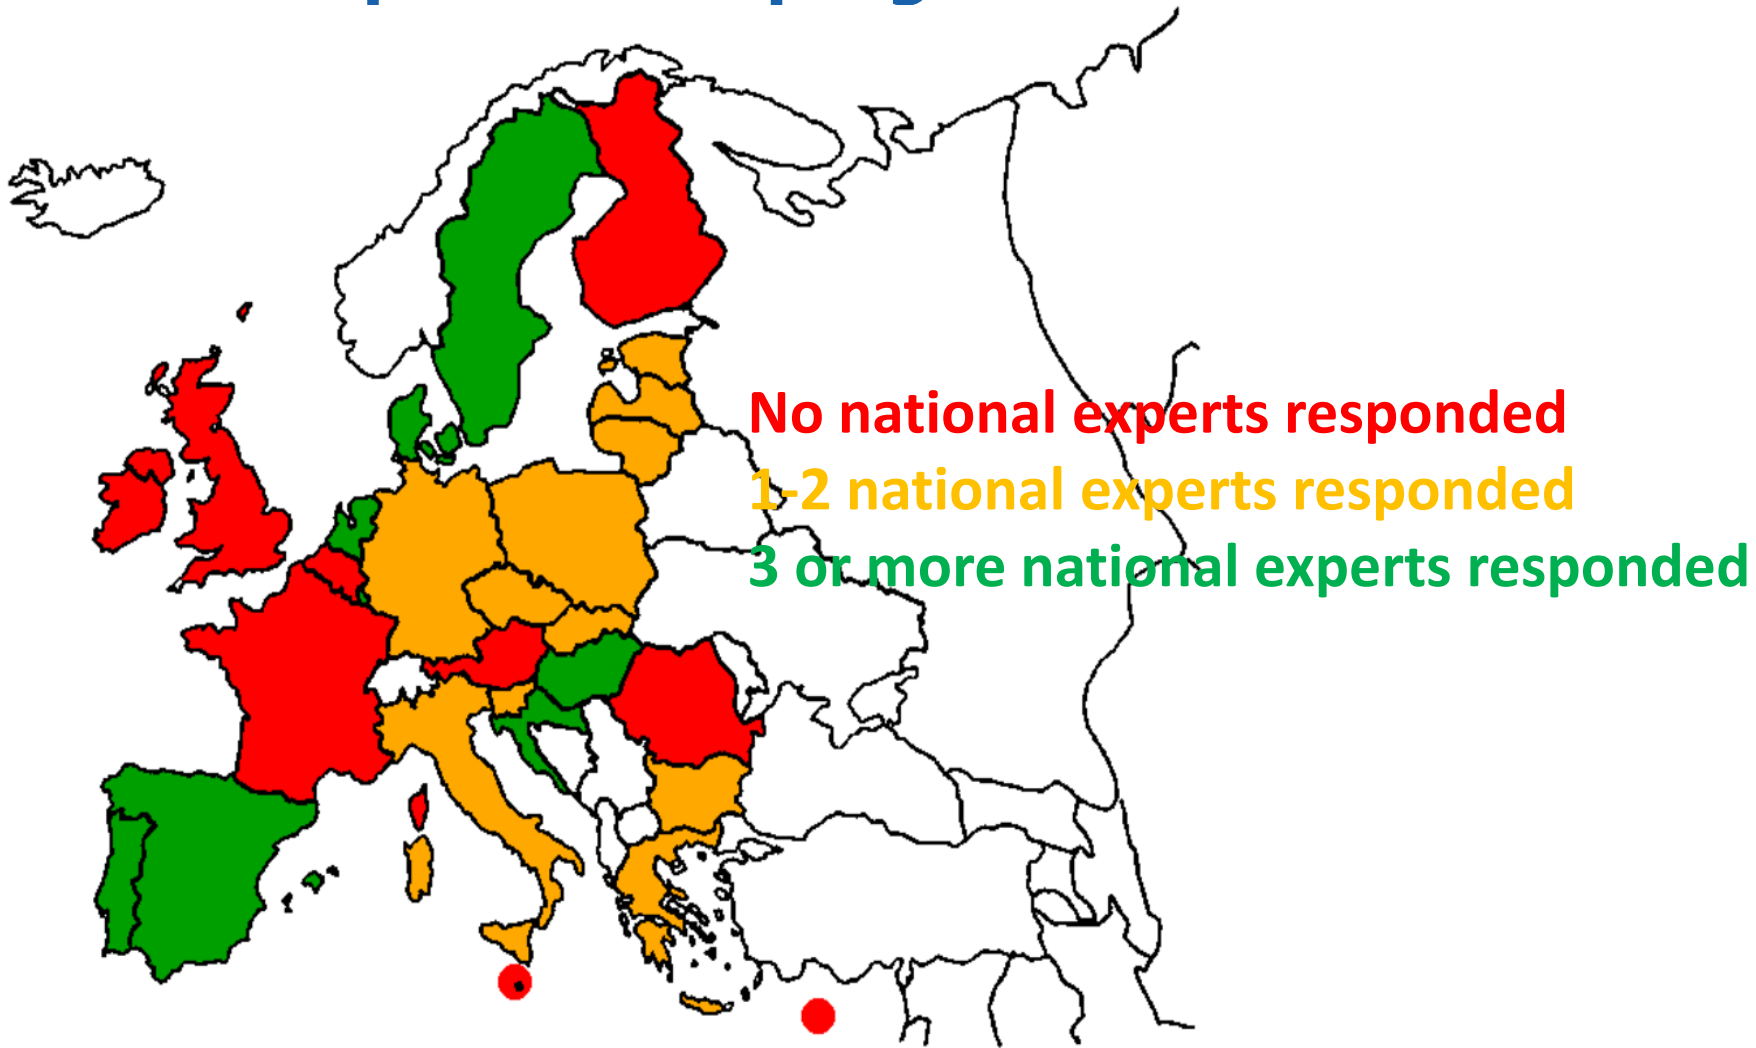 No national experts responded
1-2 national experts responded
3 or more national experts responded